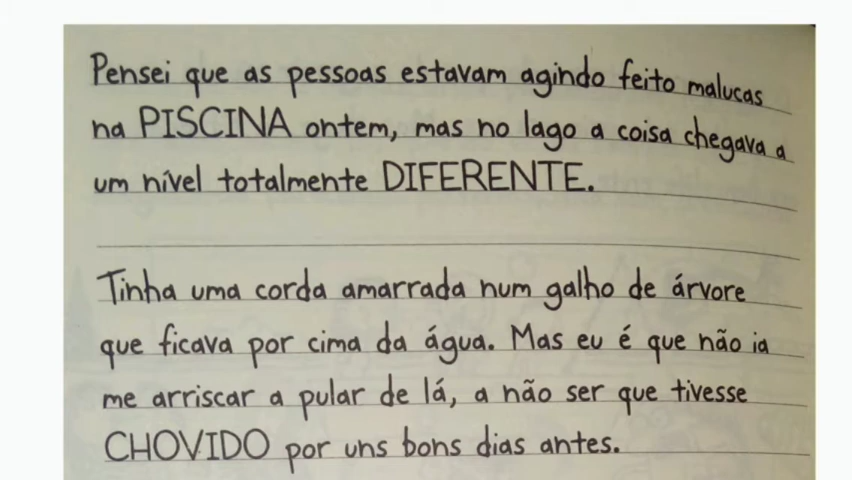 Pensei que as pessoas estavam agindo feito malucas
na PISCINA ontem, mas no lago a coisa chegava a
um nível totalmente DIFERENTE.
Tinha uma corda amarrada num galho de árvore
que ficava por cima da água. Mas eu é que não ia
me arriscar a pular de lá, a não ser que tivesse
CHOVIDO por uns bons dias antes.